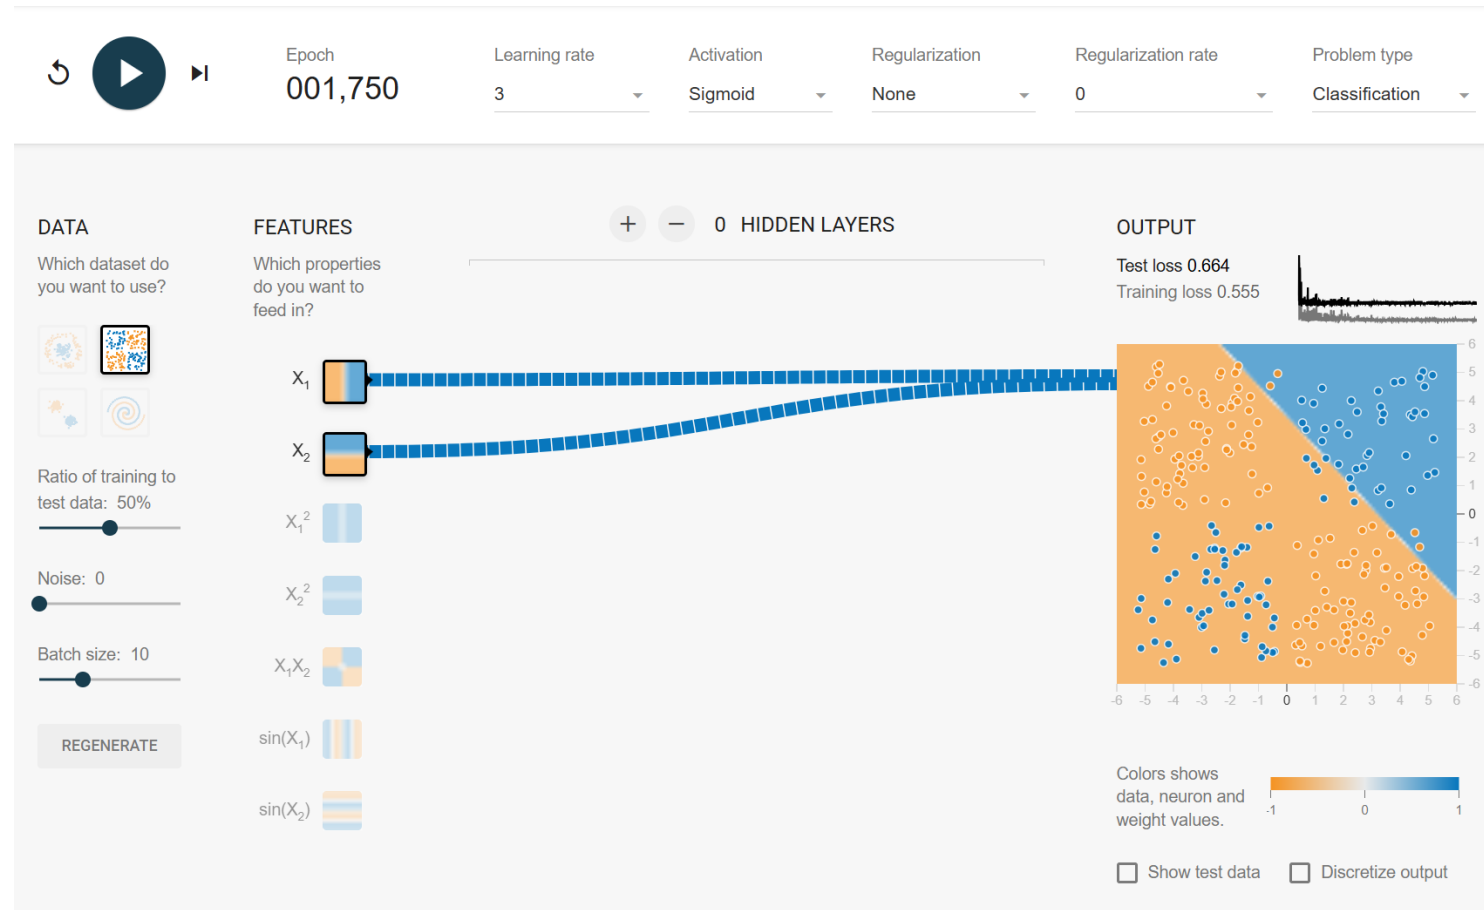 Epoch
001,750
Learning rate
3
Activation
Sigmoid
Regularization
None
Regularization rate
0
Problem type
Classification
DATA
Which dataset do
you want to use?
Ratio of training to
test data: 50%
Noise: 0
Batch size: 10
REGENERATE
FEATURES
Which properties
do you want to
feed in?
X1
X2
X1²
X2²
X1X2
sin(X1)
sin(X2)
0 HIDDEN LAYERS
OUTPUT
Test loss 0.664
Training loss 0.555
6
5
4
3
2
1
0
-1
-2
-3
-4
-5
-6
-6 -5 -4 -3 -2 -1 0 1 2 3 4 5 6
Colors shows
data, neuron and
weight values.
-1 0 1
Show test data
Discretize output